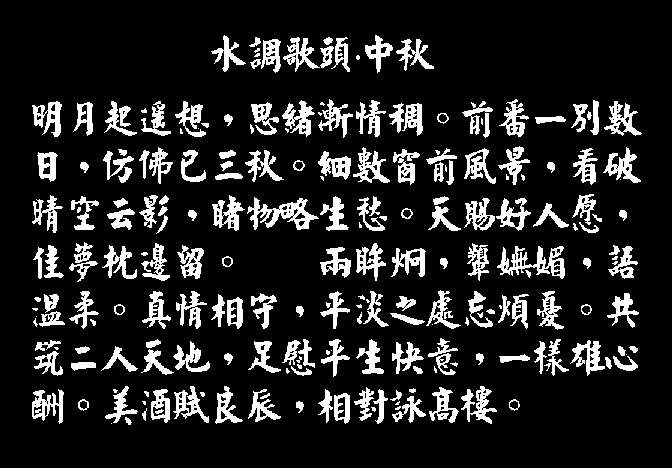 水調歌頭·中秋
明月起遥想，思緒漸情稠。前番一別數
日，仿佛已三秋。細數窗前風景，看破
晴空云影，睹物略生愁。天賜好人愿，
佳夢枕邊留。　　兩眸炯，顰嫵媚，語
温柔。真情相守，平淡之處忘煩憂。共
筑二人天地，足慰平生快意，一樣雄心
酬。美酒賦良辰，相對詠高樓。